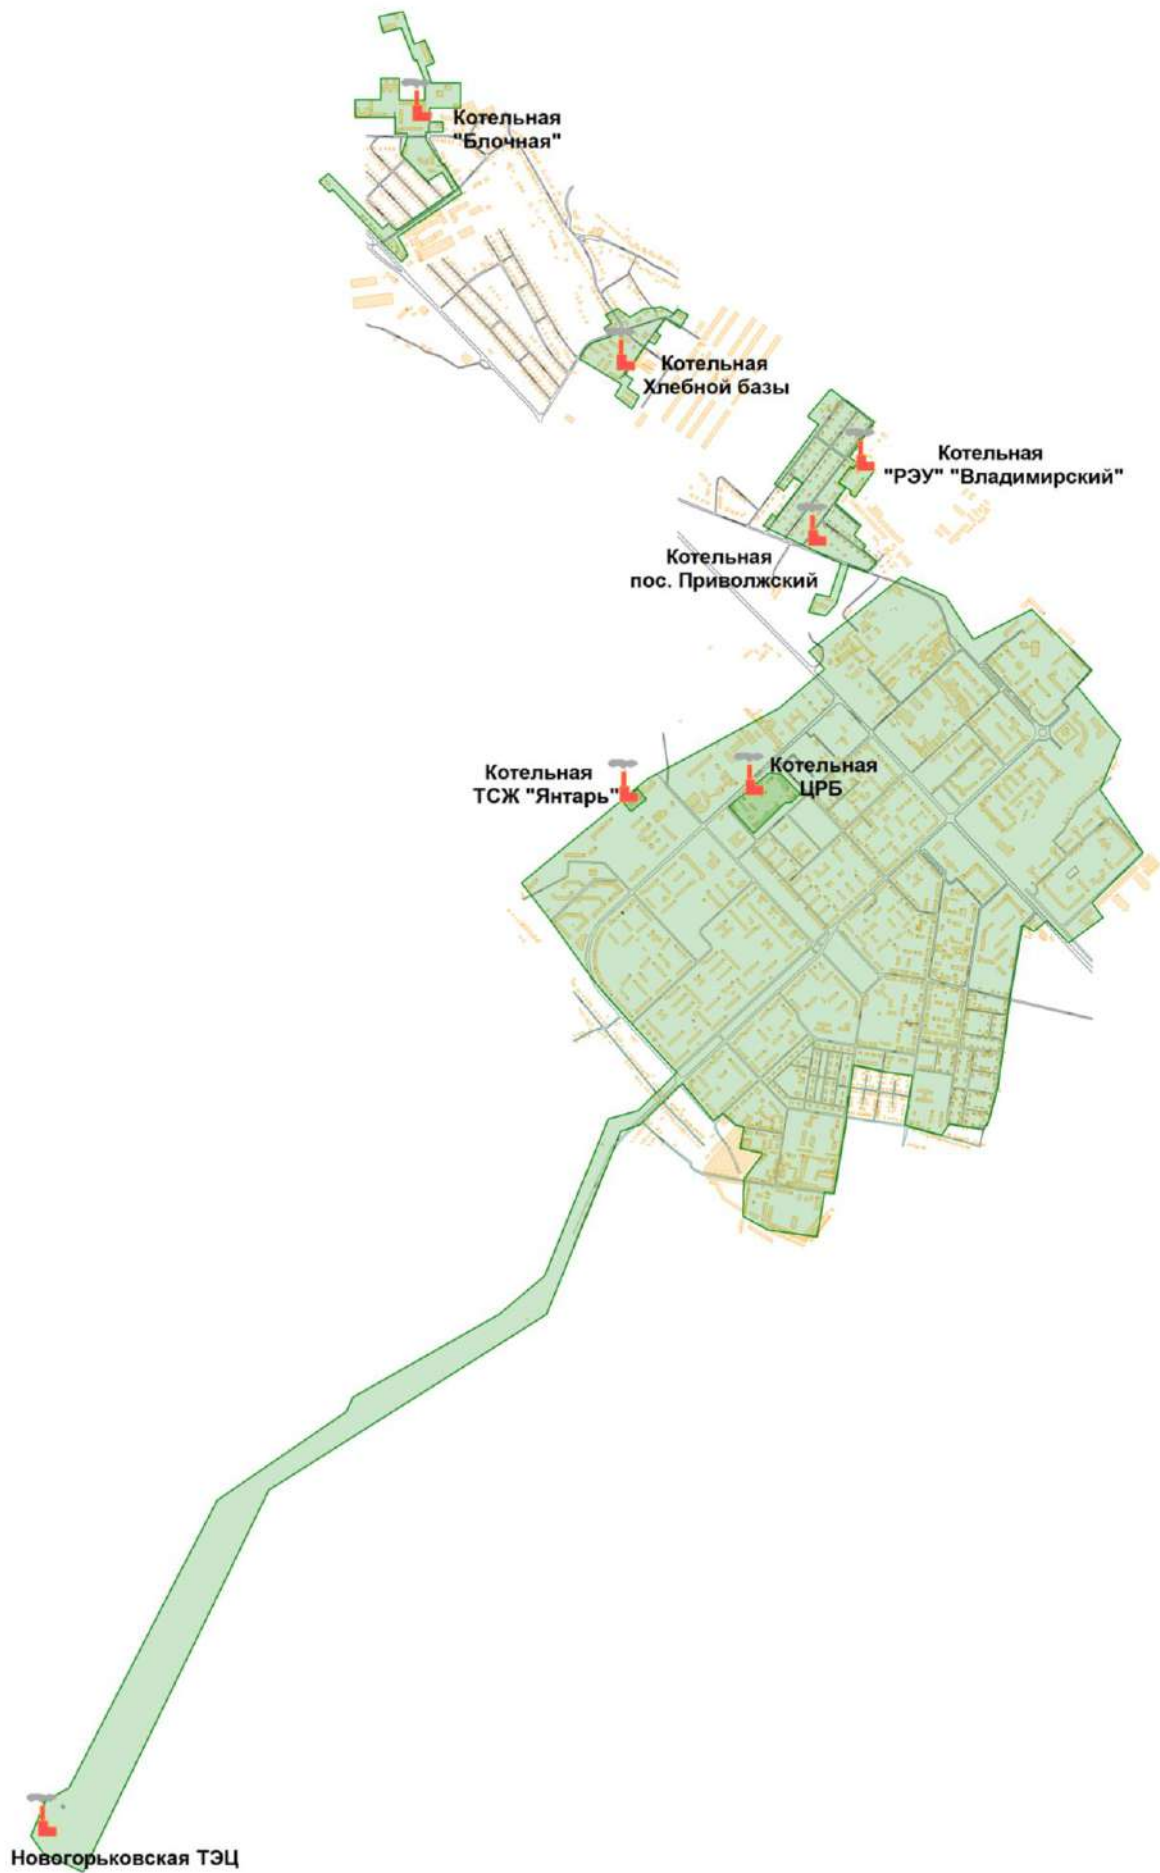 Котельная
"Блочная"
Котельная
Хлебной базы
Котельная
"РЭУ" "Владимирский"
Котельная
пос. Приволжский
Котельная
ТСЖ "Янтарь"
Котельная
ЦРБ
Новогорьковская ТЭЦ